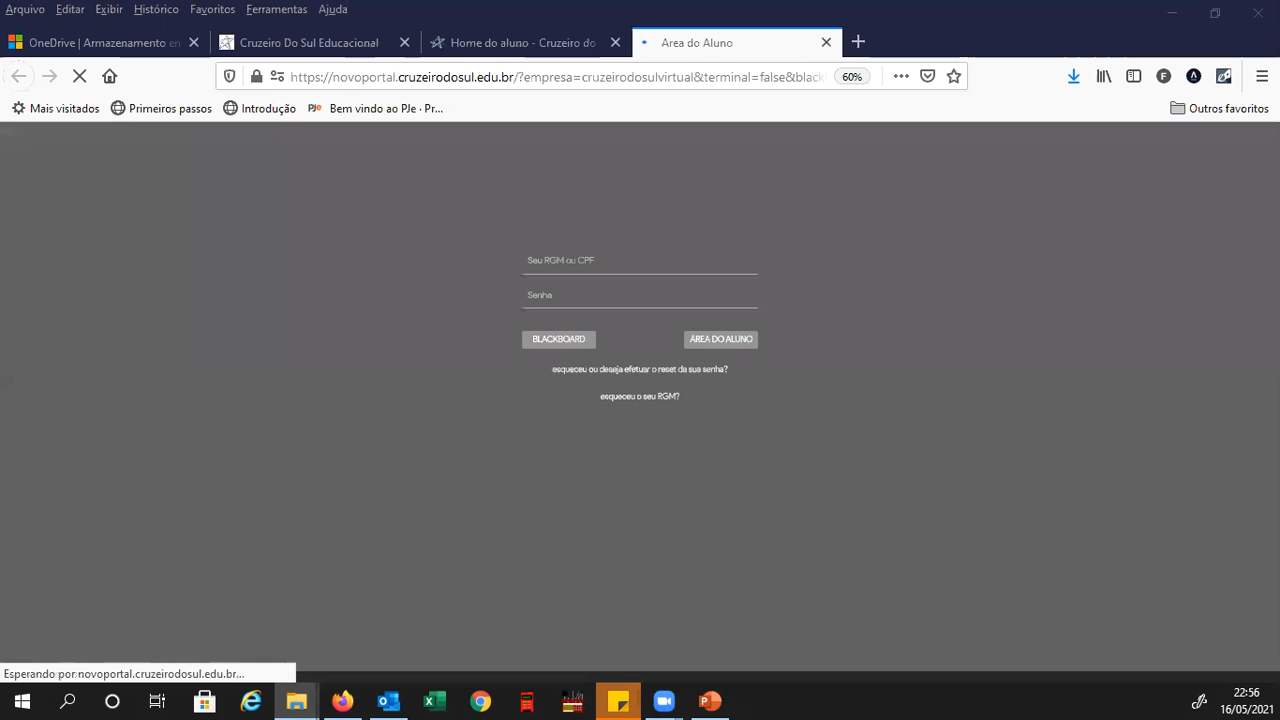 Arquivo Editar Exibir Histórico Favoritos Ferramentas Ajuda
OneDrive | Armazenamento en
Cruzeiro Do Sul Educacional
Home do aluno - Cruzeiro do
Area do Aluno
https://novoportal.cruzeirodosul.edu.br/?empresa=cruzeirodosulvirtual&terminal=false&black
60%
Mais visitados
Primeiros passos
Introdução
PJe Bem vindo ao PJe · Pr...
Outros favoritos
Seu RGM ou CPF
Senha
BLACKBOARD
ÁREA DO ALUNO
esqueceu ou deseja efetuar o reset da sua senha?
esqueceu o seu RGM?
Esperando por novoportal.cruzeirodosul.edu.br...
22:56
16/05/2021